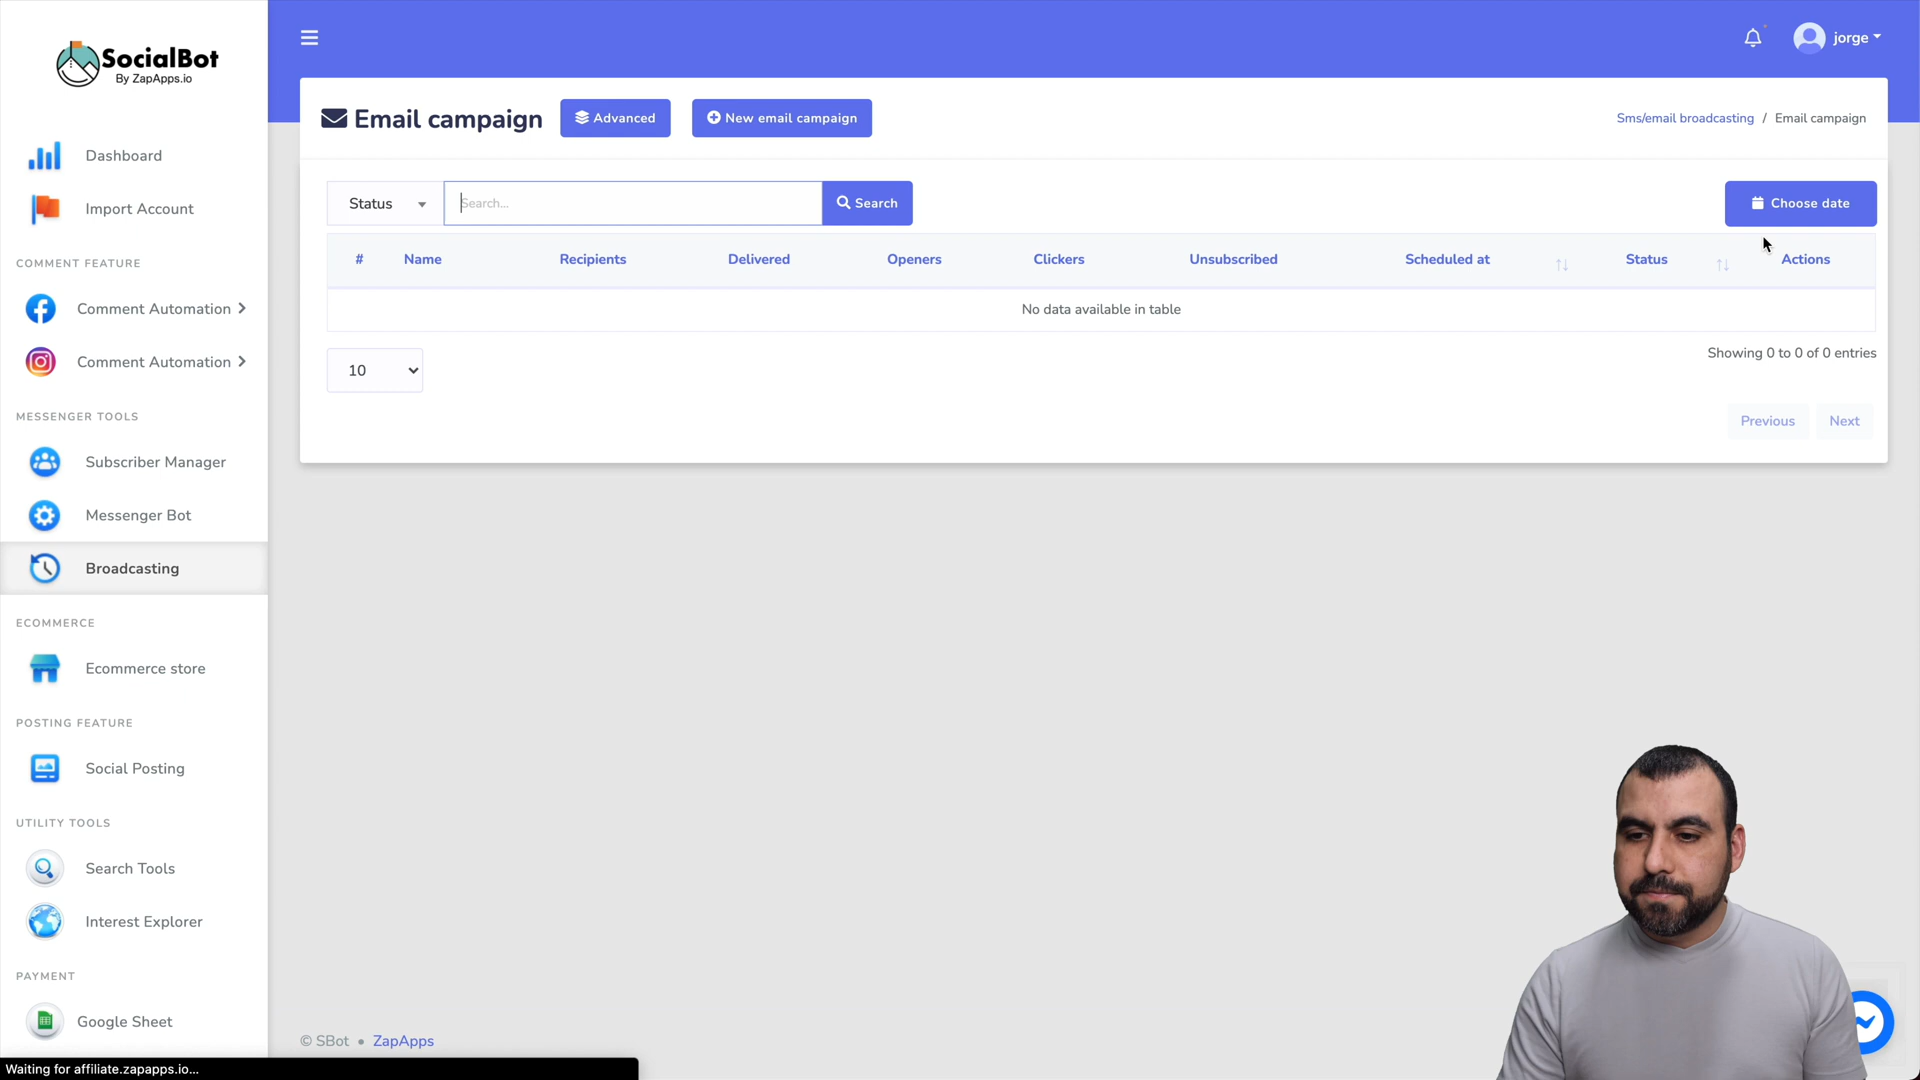 SocialBot
By ZapApps.io
jorge
Email campaign
Advanced
New email campaign
Sms/email broadcasting / Email campaign
Dashboard
Import Account
COMMENT FEATURE
Comment Automation
Comment Automation
MESSENGER TOOLS
Subscriber Manager
Messenger Bot
Broadcasting
ECOMMERCE
Ecommerce store
POSTING FEATURE
Social Posting
UTILITY TOOLS
Search Tools
Interest Explorer
PAYMENT
Google Sheet
Status
Search...
Search
Choose date
# Name Recipients Delivered Openers Clickers Unsubscribed Scheduled at Status Actions
No data available in table
10
Showing 0 to 0 of 0 entries
Previous Next
© SBot • ZapApps
Waiting for affiliate.zapapps.io...